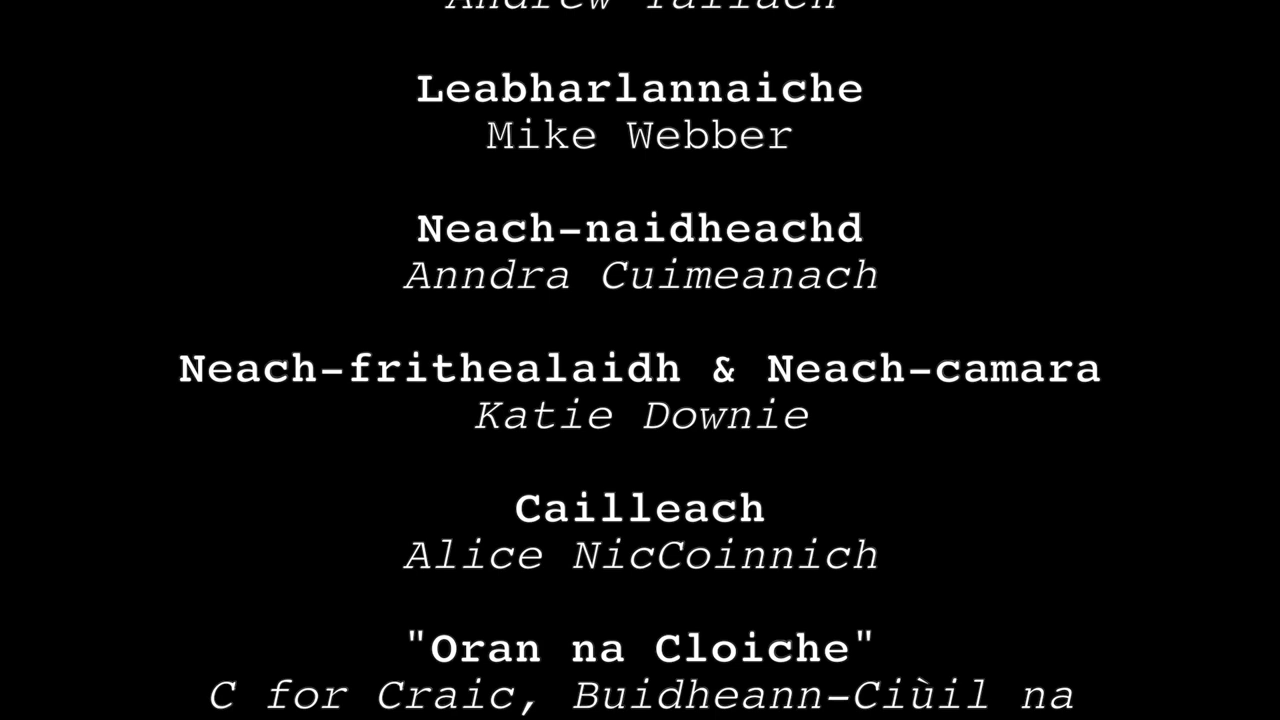 Andrew
Leabharlannaiche
Mike Webber
Neach-naidheachd
Anndra Cuimeanach
Neach-frithealaidh & Neach-camara
Katie Downie
Cailleach
Alice NicCoinnich
"Oran na Cloiche"
C for Craic, Buidheann-Ciùil na